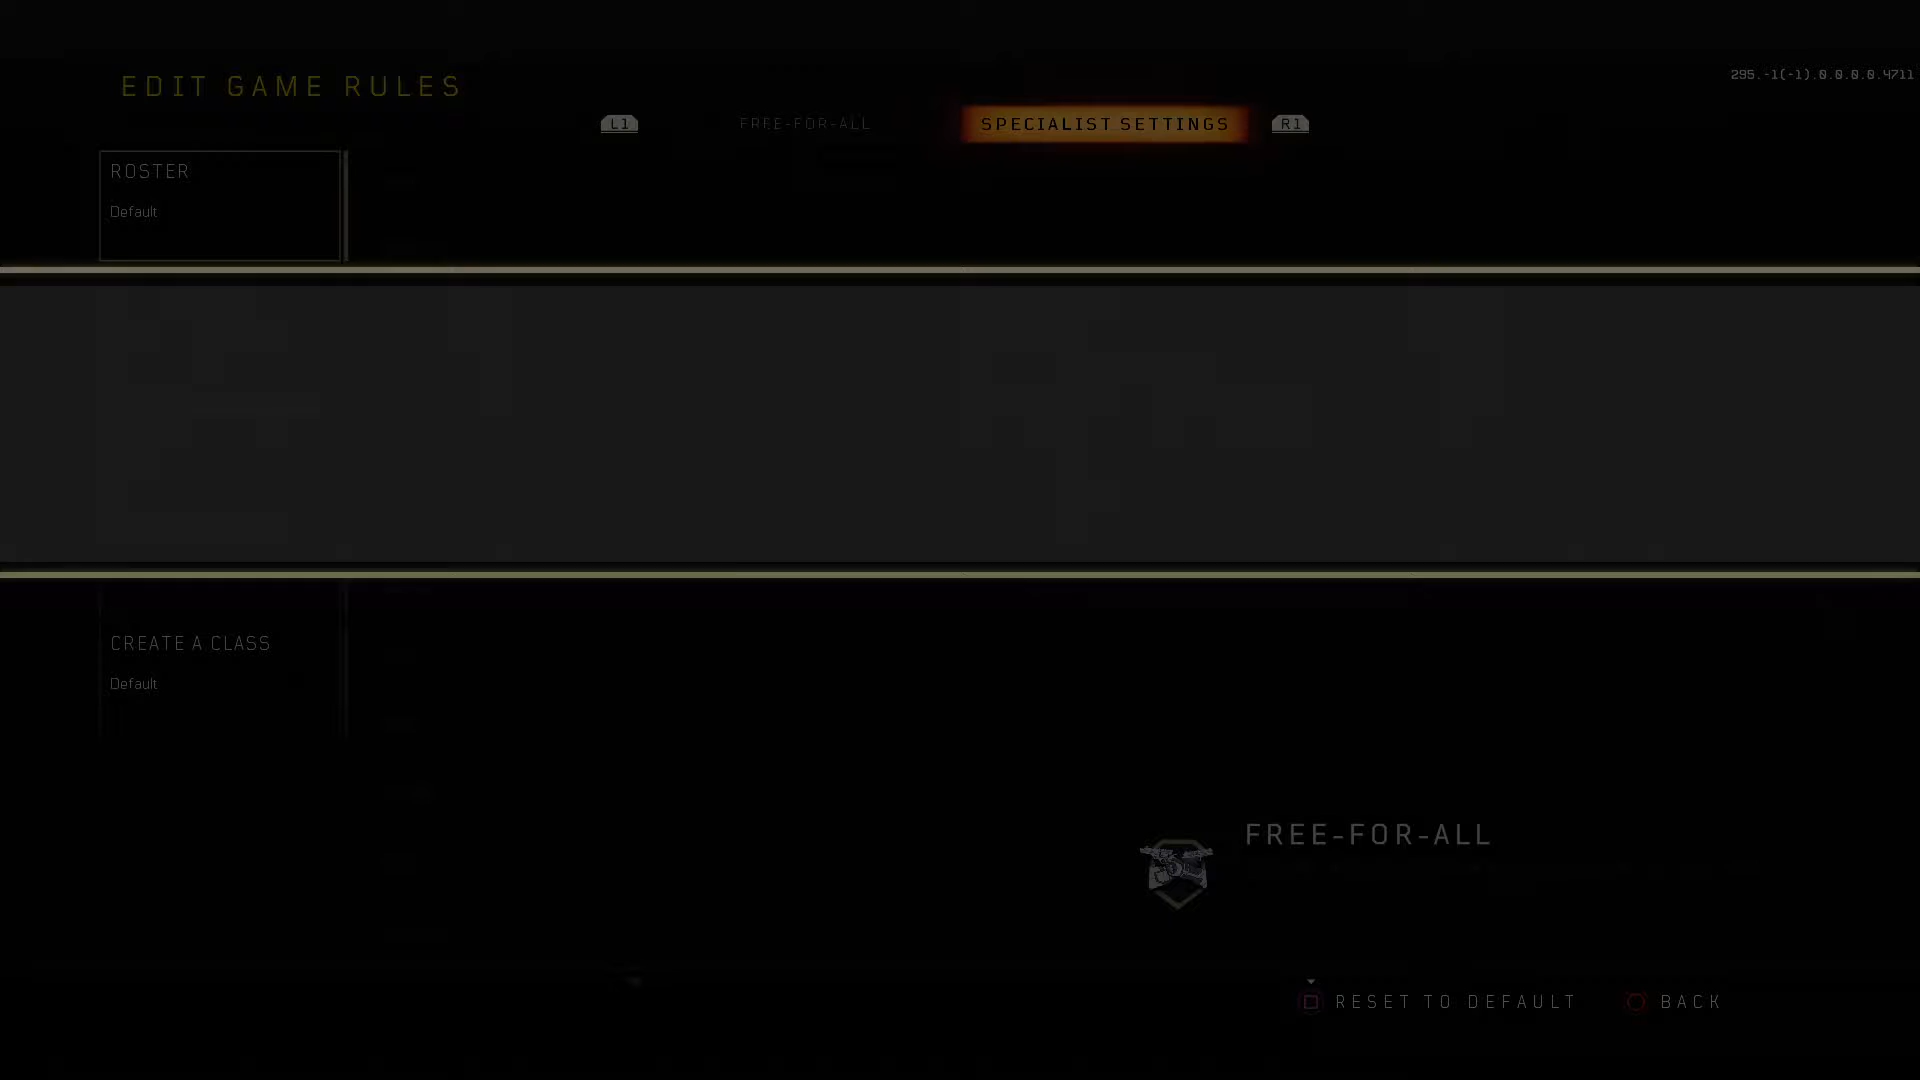 EDIT GAME RULES
295.-1(-1).0.0.0.0.4711
L1
FREE-FOR-ALL
SPECIALIST SETTINGS
R1
ROSTER
Default
CREATE A CLASS
Default
FREE-FOR-ALL
RESET TO DEFAULT
BACK